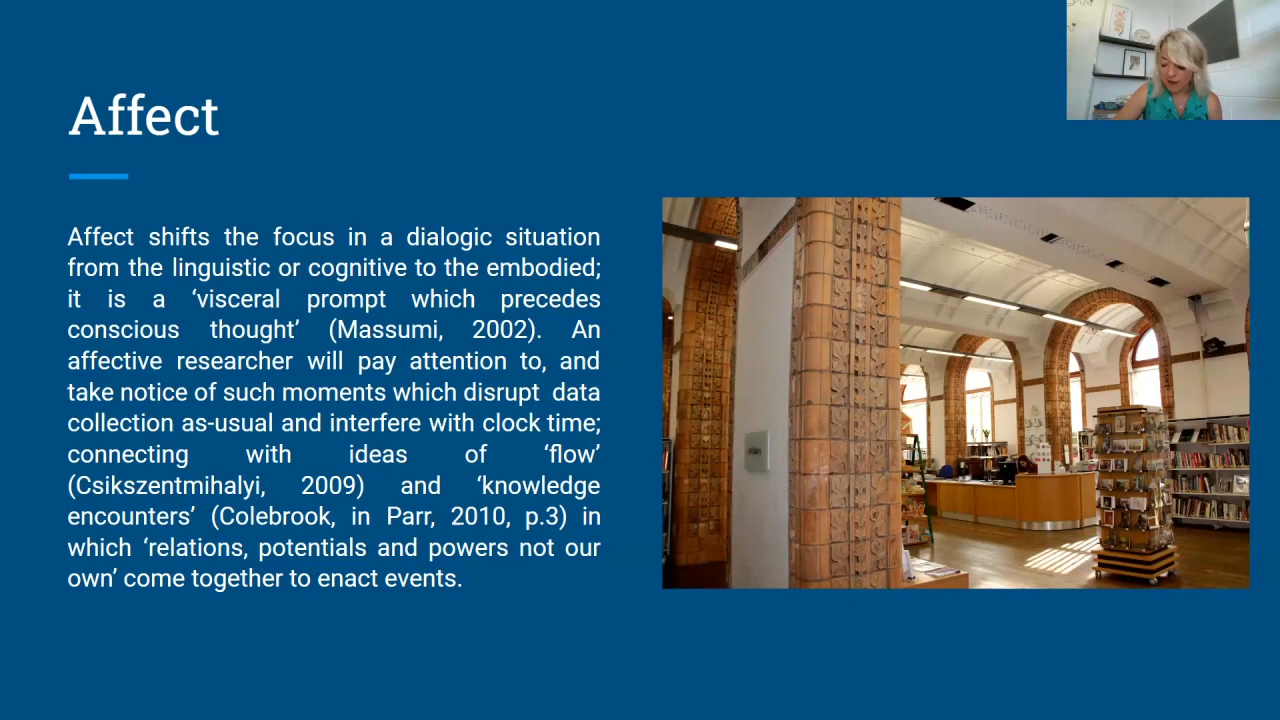 Affect
Affect shifts the focus in a dialogic situation
from the linguistic or cognitive to the embodied;
it is a ‘visceral prompt which precedes
conscious thought’ (Massumi, 2002). An
affective researcher will pay attention to, and
take notice of such moments which disrupt data
collection as-usual and interfere with clock time;
connecting with ideas of ‘flow’
(Csikszentmihalyi, 2009) and ‘knowledge
encounters’ (Colebrook, in Parr, 2010, p.3) in
which ‘relations, potentials and powers not our
own’ come together to enact events.